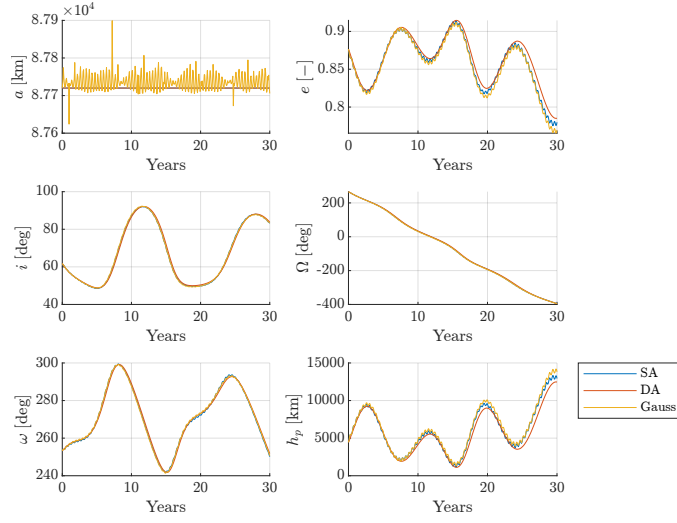 ×10⁴
8.79
8.78
8.77
8.76
a [km]
0 10 20 30
Years
0.9
0.85
0.8
e [−]
0 10 20 30
Years
100
80
60
40
i [deg]
0 10 20 30
Years
200
0
-200
-400
Ω [deg]
0 10 20 30
Years
300
280
260
240
ω [deg]
0 10 20 30
Years
15000
10000
5000
0
hₚ [km]
0 10 20 30
Years
SA
DA
Gauss